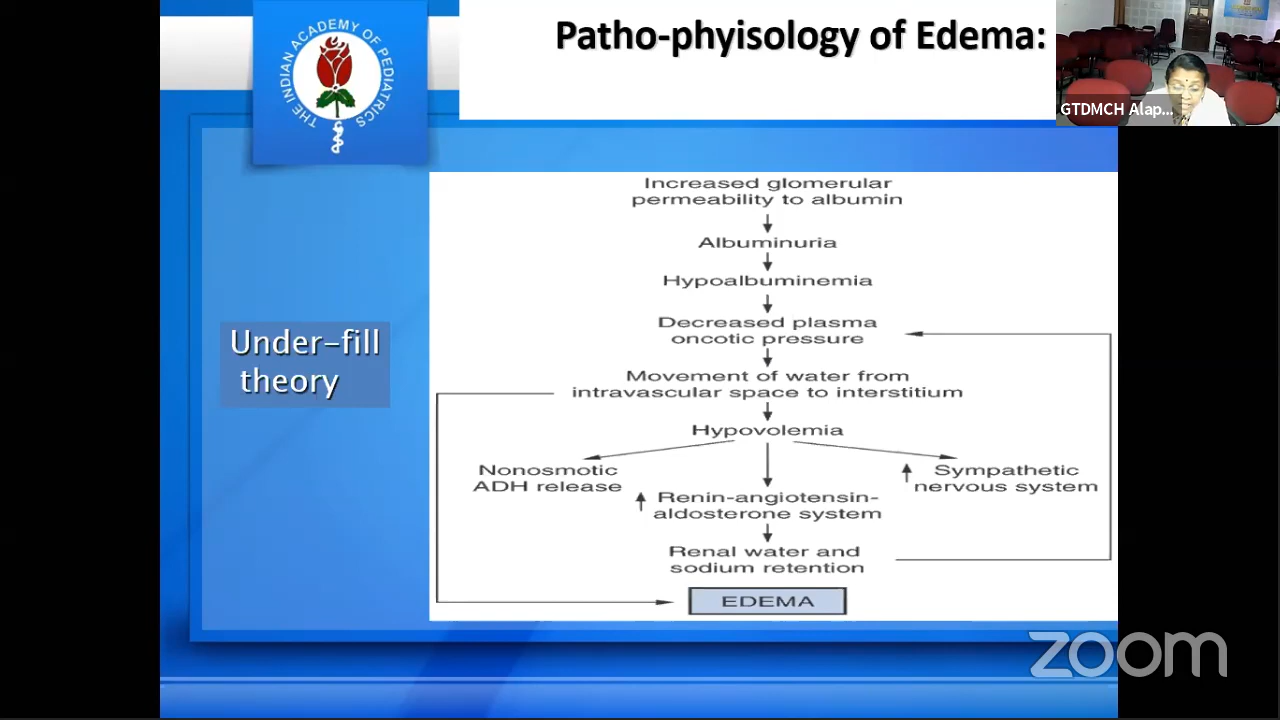 Patho-phyisology of Edema:
THE INDIAN ACADEMY OF PEDIATRICS
GTDMCH Alap...
Increased glomerular
permeability to albumin
Albuminuria
Hypoalbuminemia
Decreased plasma
oncotic pressure
Under-fill
theory
Movement of water from
intravascular space to interstitium
Hypovolemia
Nonosmotic
ADH release
Renin-angiotensin-
aldosterone system
Sympathetic
nervous system
Renal water and
sodium retention
EDEMA
zoom